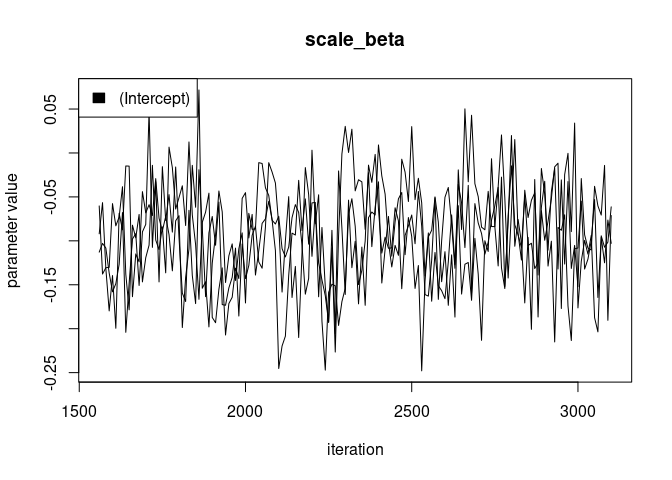 scale_beta
(Intercept)
parameter value
0.05
-0.05
-0.15
-0.25
1500 2000 2500 3000
iteration